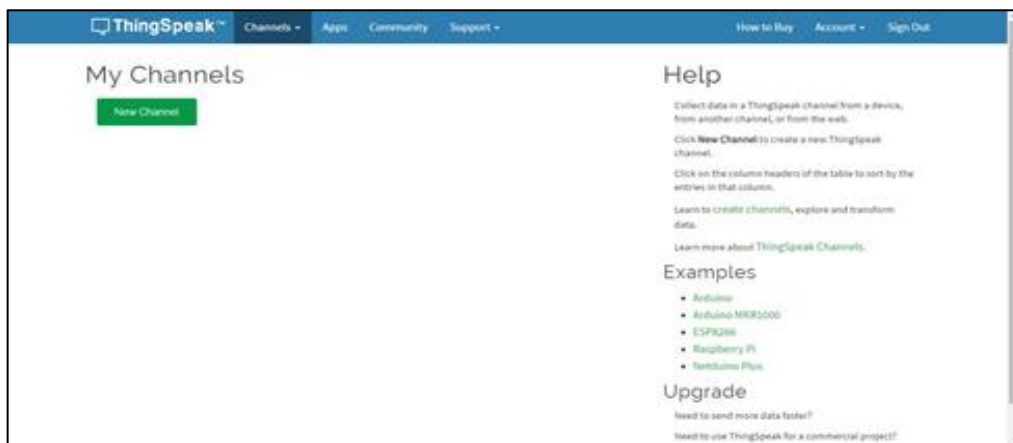 ThingSpeak™ Channels Apps Community Support How to Buy Account Sign Out
My Channels
New Channel
Help
Collect data in a ThingSpeak channel from a device,
from another channel, or from the web.
Click New Channel to create a new ThingSpeak
channel.
Click on the column headers of the table to sort by the
entries in that column.
Learn to create channels, explore and transform
data.
Learn more about ThingSpeak Channels.
Examples
Arduino
Arduino MKR1000
ESP8266
Raspberry Pi
Netduino Plus
Upgrade
Need to send more data faster?
Need to use ThingSpeak for a commercial project?